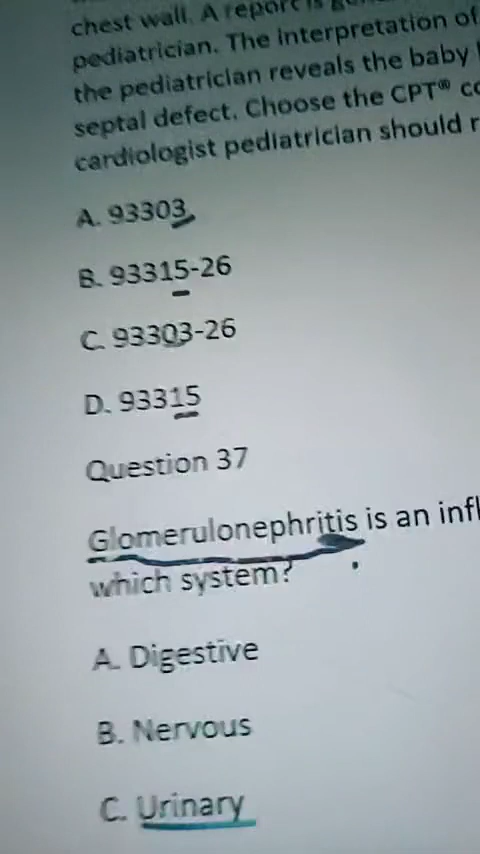 chest wall. A report is
pediatrician. The interpretation of
the pediatrician reveals the baby
septal defect. Choose the CPT®
cardiologist pediatrician should
A. 93303
B. 93315-26
C. 93303-26
D. 93315
Question 37
Glomerulonephritis is an
which system?
A. Digestive
B. Nervous
C. Urinary